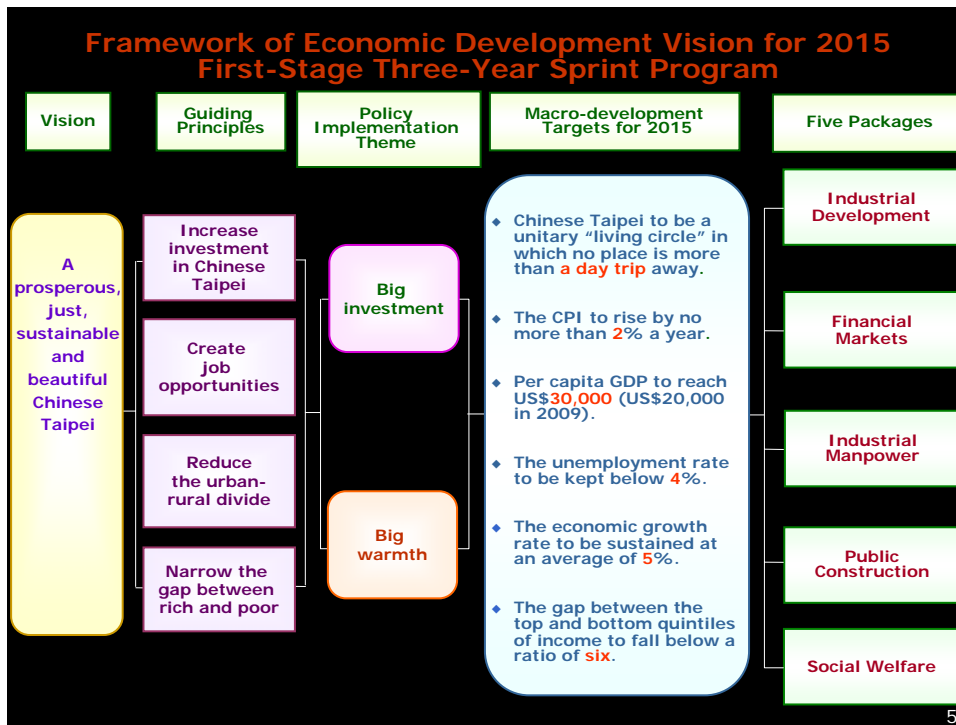 Framework of Economic Development Vision for 2015
First-Stage Three-Year Sprint Program
Vision
Guiding
Principles
Policy
Implementation
Theme
Macro-development
Targets for 2015
Five Packages
A
prosperous,
just,
sustainable
and
beautiful
Chinese
Taipei
Increase
investment
in Chinese
Taipei
Create
job
opportunities
Reduce
the urban-
rural divide
Narrow the
gap between
rich and poor
Big
investment
Big
warmth
◆ Chinese Taipei to be a
unitary “living circle” in
which no place is more
than a day trip away.
◆ The CPI to rise by no
more than 2% a year.
◆ Per capita GDP to reach
US$30,000 (US$20,000
in 2009).
◆ The unemployment rate
to be kept below 4%.
◆ The economic growth
rate to be sustained at
an average of 5%.
◆ The gap between the
top and bottom quintiles
of income to fall below a
ratio of six.
Industrial
Development
Financial
Markets
Industrial
Manpower
Public
Construction
Social Welfare
5